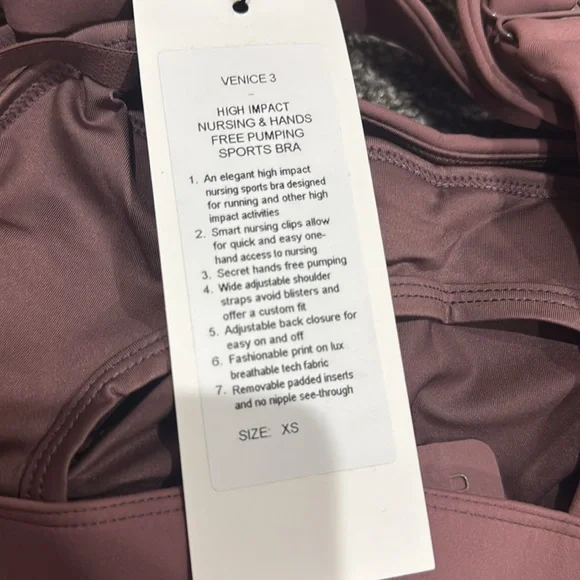 VENICE 3
-
HIGH IMPACT
NURSING & HANDS
FREE PUMPING
SPORTS BRA
1. An elegant high impact
nursing sports bra designed
for running and other high
impact activities
2. Smart nursing clips allow
for quick and easy one-
hand access to nursing
3. Secret hands free pumping
4. Wide adjustable shoulder
straps avoid blisters and
offer a custom fit
5. Adjustable back closure for
easy on and off
6. Fashionable print on lux
breathable tech fabric
7. Removable padded inserts
and no nipple see-through
SIZE: XS